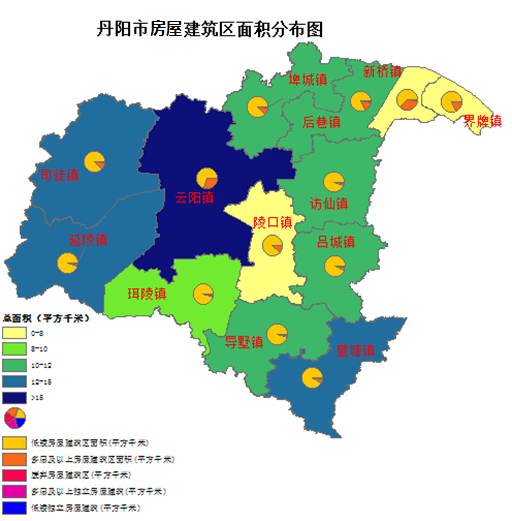 丹阳市房屋建筑区面积分布图
埤城镇
新桥镇
后巷镇
界牌镇
司徒镇
云阳镇
访仙镇
陵口镇
吕城镇
延陵镇
珥陵镇
导墅镇
皇塘镇
总面积（平方千米）
0-8
8-10
10-12
12-15
>15
低矮房屋建筑区面积(平方千米)
多层及以上房屋建筑区面积(平方千米)
废弃房屋建筑区(平方千米)
多层及以上独立房屋建筑(平方千米)
低矮独立房屋建筑(平方千米)